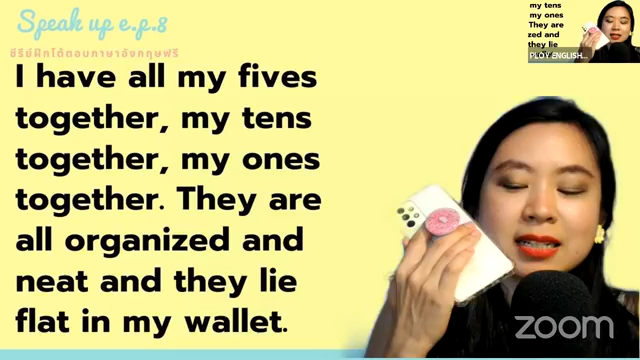 Speak up e.p.8
ซีรีย์ฝึกโต้ตอบภาษาอังกฤษฟรี
I have all my fives
together, my tens
together, my ones
together. They are
all organized and
neat and they lie
flat in my wallet.
my tens
my ones
They are
zed and
they lie
PLOY ENGLISH...
zoom